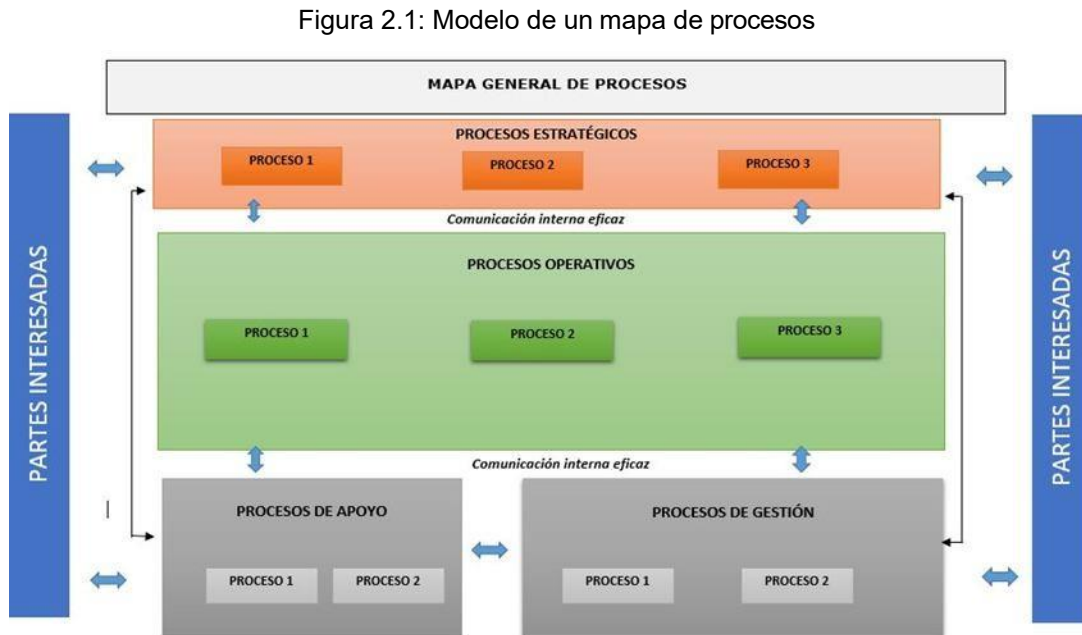 Figura 2.1: Modelo de un mapa de procesos
MAPA GENERAL DE PROCESOS
PARTES INTERESADAS
PROCESOS ESTRATÉGICOS
PROCESO 1
PROCESO 2
PROCESO 3
Comunicación interna eficaz
PROCESOS OPERATIVOS
PROCESO 1
PROCESO 2
PROCESO 3
Comunicación interna eficaz
PROCESOS DE APOYO
PROCESO 1
PROCESO 2
PROCESOS DE GESTIÓN
PROCESO 1
PROCESO 2
PARTES INTERESADAS